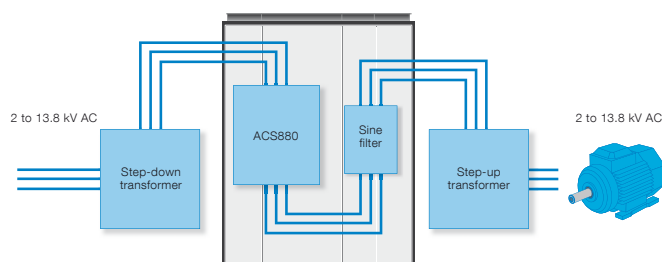 2 to 13.8 kV AC
Step-down
transformer
ACS880
Sine
filter
Step-up
transformer
2 to 13.8 kV AC